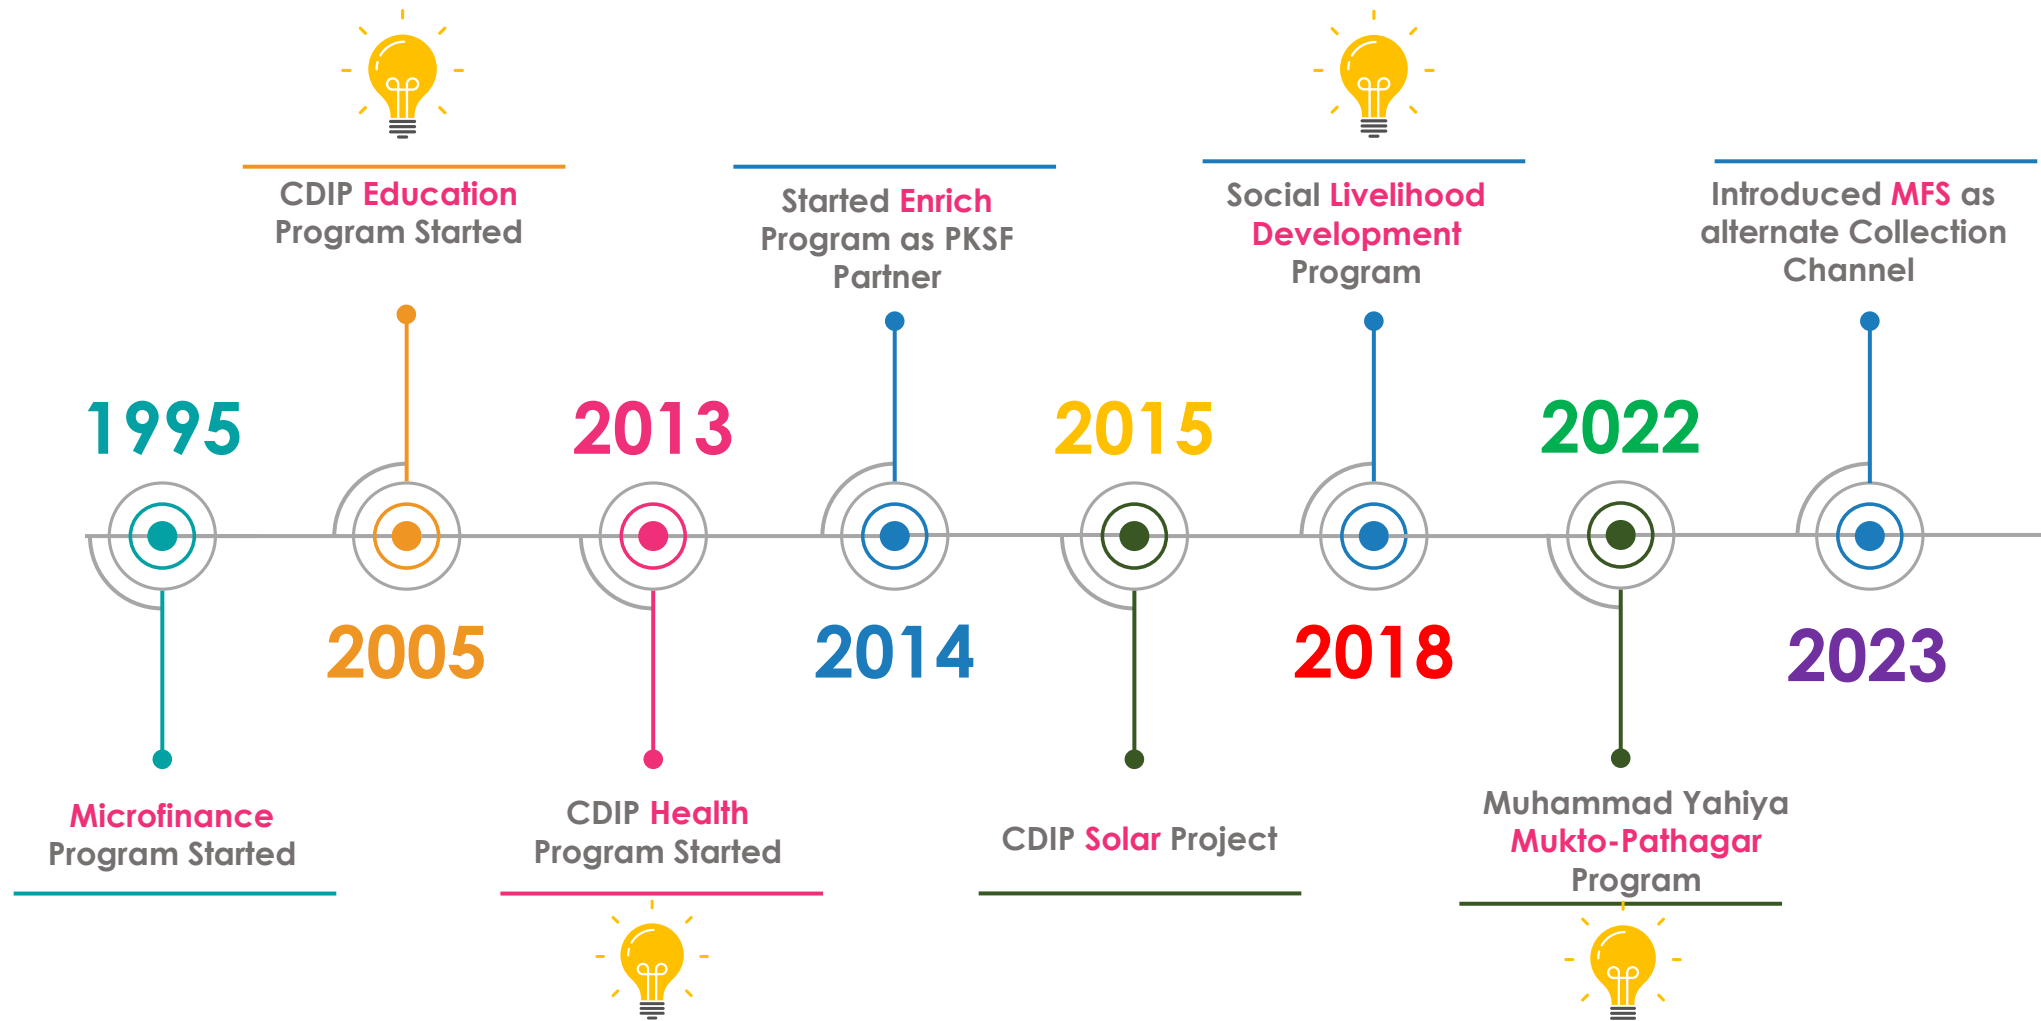 CDIP Education
Program Started
Started Enrich
Program as PKSF
Partner
Social Livelihood
Development
Program
Introduced MFS as
alternate Collection
Channel
1995
2013
2015
2022
2005
2014
2018
2023
Microfinance
Program Started
CDIP Health
Program Started
CDIP Solar Project
Muhammad Yahiya
Mukto-Pathagar
Program